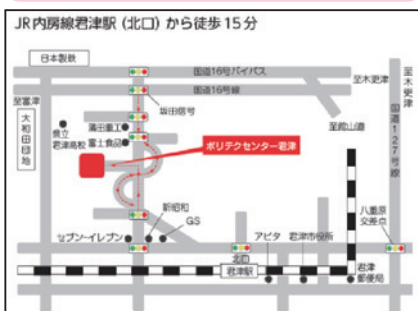 JR内房線君津駅(北口)から徒歩15分
日本製鉄
国道16号バイパス
国道16号線
至木更津
至木更津
至富津
大和田団地
坂田信号
県立
君津高校
濱田重工
富士食品
至館山道
国道127号線
ポリテクセンター君津
新昭和
GS
セブン-イレブン
北口
アピタ
君津市役所
八重原
交差点
君津駅
君津
郵便局